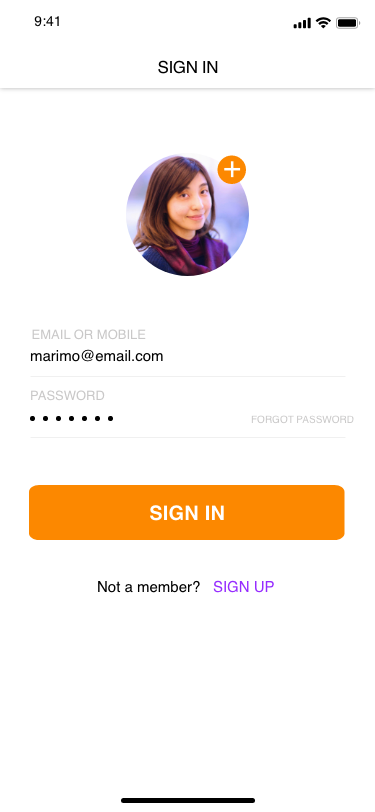 9:41
SIGN IN
EMAIL OR MOBILE
marimo@email.com
PASSWORD
• • • • • • •
FORGOT PASSWORD
SIGN IN
Not a member? SIGN UP